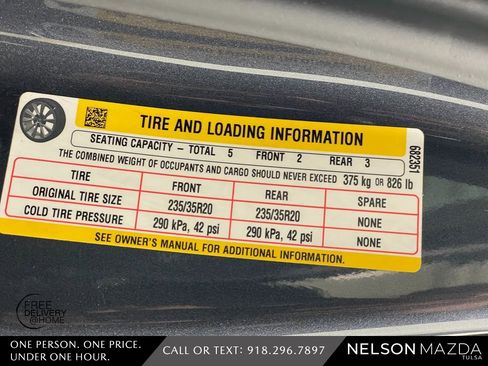 TIRE AND LOADING INFORMATION
SEATING CAPACITY – TOTAL 5 FRONT 2 REAR 3
THE COMBINED WEIGHT OF OCCUPANTS AND CARGO SHOULD NEVER EXCEED 375 kg OR 826 lb
682351
TIRE FRONT REAR SPARE
ORIGINAL TIRE SIZE 235/35R20 235/35R20 NONE
COLD TIRE PRESSURE 290 kPa, 42 psi 290 kPa, 42 psi NONE
SEE OWNER'S MANUAL FOR ADDITIONAL INFORMATION.
FREE
DELIVERY
@HOME
ONE PERSON. ONE PRICE.
UNDER ONE HOUR.
CALL OR TEXT: 918.296.7897
NELSON MAZDA
TULSA